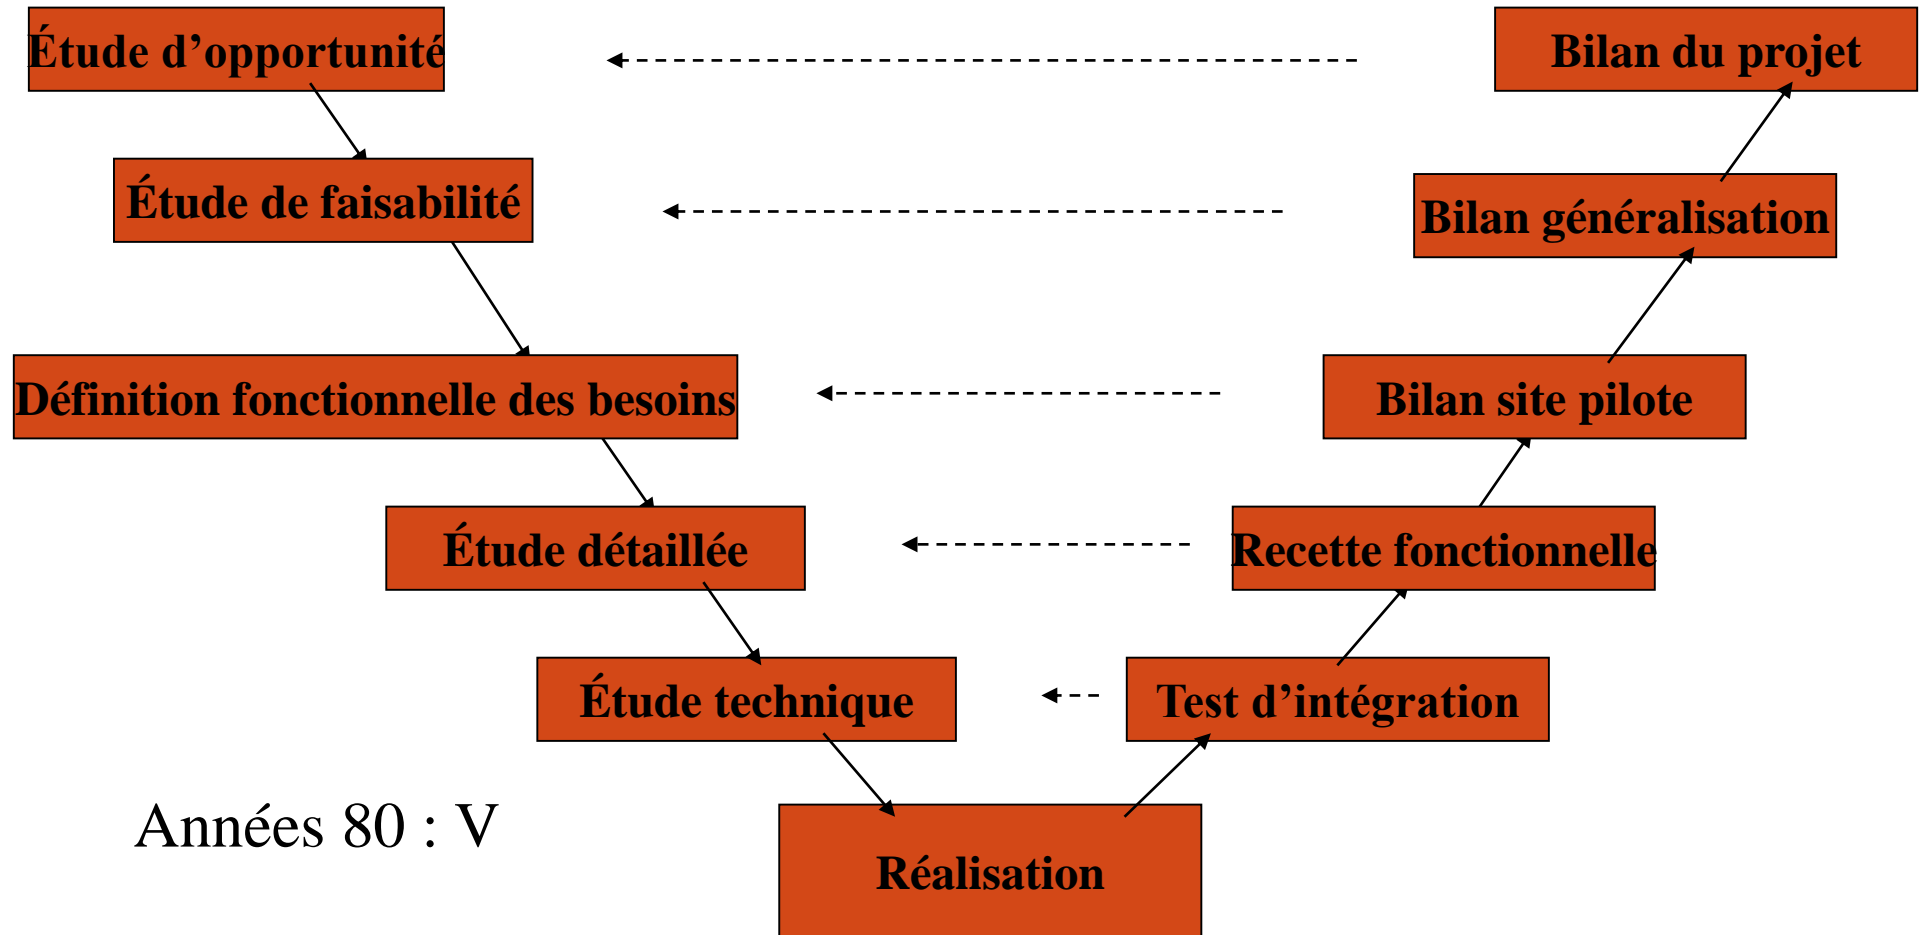 Étude d’opportunité
Bilan du projet
Étude de faisabilité
Bilan généralisation
Définition fonctionnelle des besoins
Bilan site pilote
Étude détaillée
Recette fonctionnelle
Étude technique
Test d’intégration
Années 80 : V
Réalisation